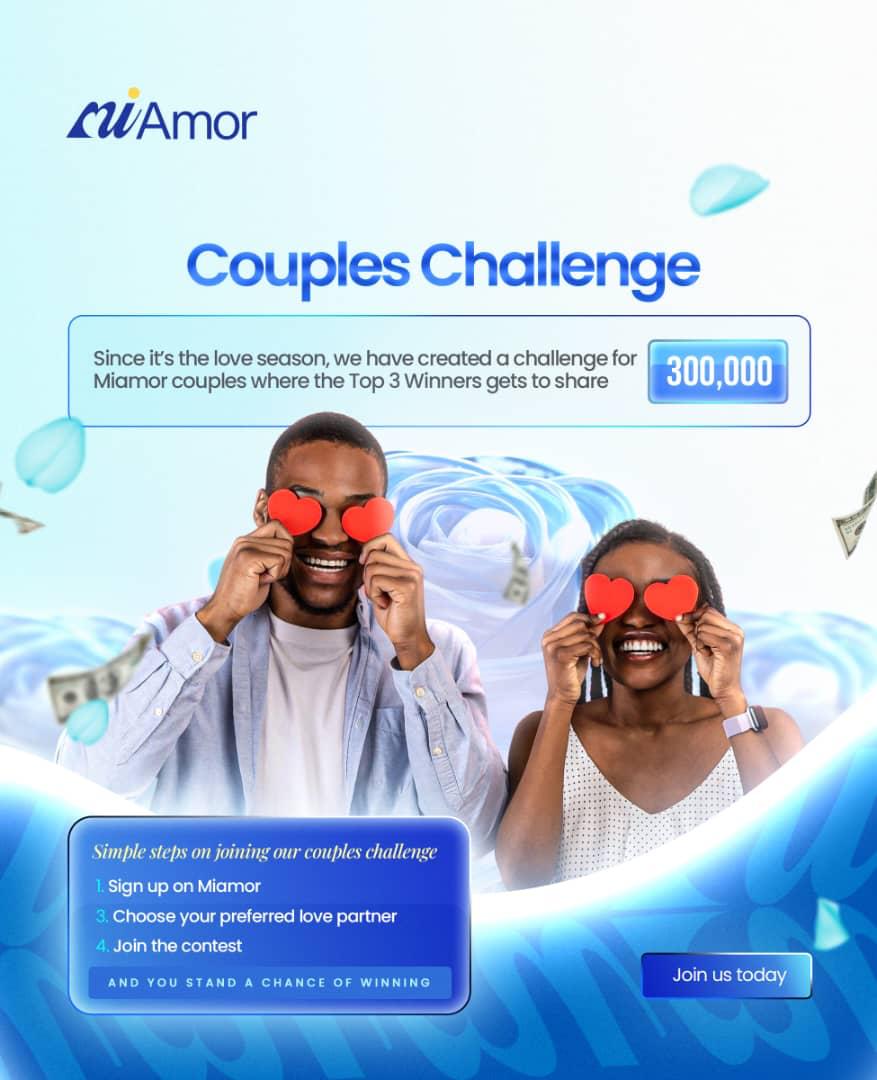 miAmor
Couples Challenge
Since it's the love season, we have created a challenge for
Miamor couples where the Top 3 Winners gets to share
300,000
Simple steps on joining our couples challenge
1. Sign up on Miamor
3. Choose your preferred love partner
4. Join the contest
AND YOU STAND A CHANCE OF WINNING
Join us today